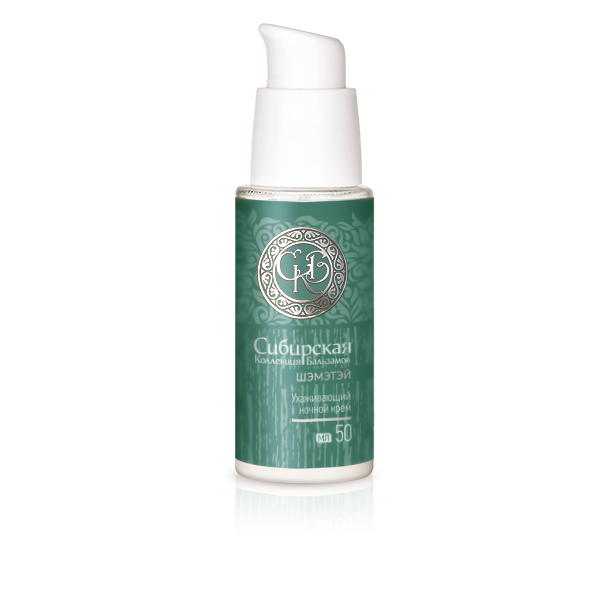 СКБ
Сибирская
Коллекция Бальзамов
ШЭМЭТЭЙ
Ухаживающий
ночной крем
мл 50